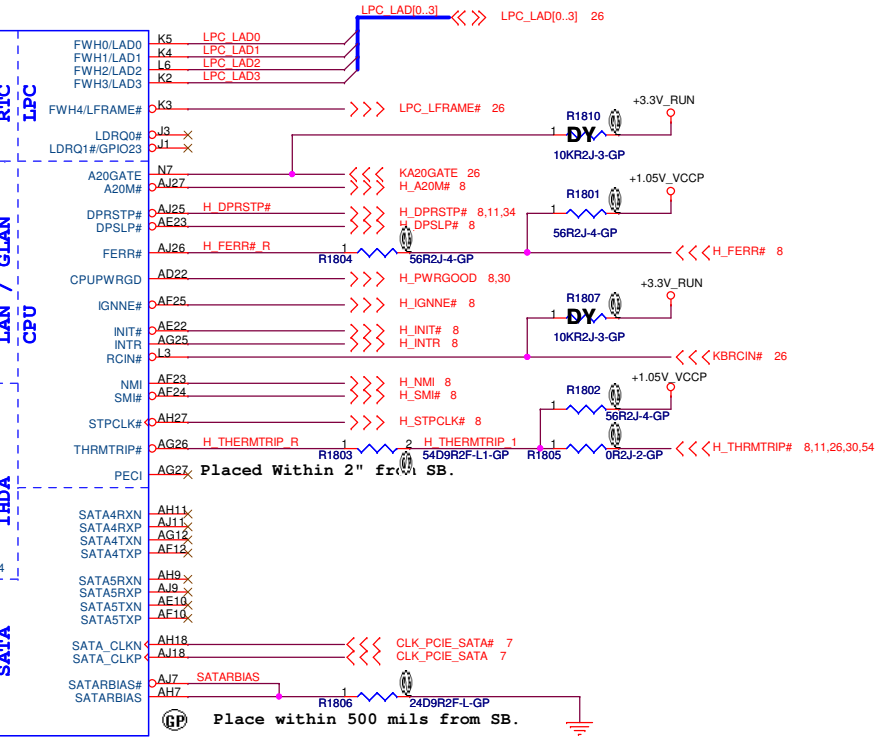 LPC_LAD[0..3]
LPC_LAD[0..3] 26
FWH0/LAD0 K5 LPC_LAD0
FWH1/LAD1 K4 LPC_LAD1
FWH2/LAD2 L6 LPC_LAD2
FWH3/LAD3 K2 LPC_LAD3
RTC
LPC
FWH4/LFRAME# K3 LPC_LFRAME# 26
+3.3V_RUN
R1810
LDRQ0# J3 1 DY
LDRQ1#/GPIO23 J1
10KR2J-3-GP
A20GATE N7 KA20GATE 26
A20M# AJ27 H_A20M# 8
+1.05V_VCCP
R1801
DPRSTP# AJ25 H_DPRSTP# H_DPRSTP# 8,11,34 1
DPSLP# AE23 H_DPSLP# 8
56R2J-4-GP
LAN / GLAN
CPU
FERR# AJ26 H_FERR#_R 1 H_FERR# 8
R1804 56R2J-4-GP
CPUPWRGD AD22 H_PWRGOOD 8,30
+3.3V_RUN
R1807
IGNNE# AF25 H_IGNNE# 8
1 DY
INIT# AE22 H_INIT# 8
10KR2J-3-GP
INTR AG25 H_INTR 8
RCIN# L3 KBRCIN# 26
+1.05V_VCCP
NMI AF23 H_NMI 8
R1802
SMI# AF24 H_SMI# 8
1
56R2J-4-GP
STPCLK# AH27 H_STPCLK# 8
THRMTRIP# AG26 H_THERMTRIP_R 1 2 H_THERMTRIP_1 1 H_THRMTRIP# 8,11,26,30,54
R1803 54D9R2F-L1-GP R1805 0R2J-2-GP
PECI AG27 Placed Within 2" from SB.
IHDA
SATA4RXN AH11
SATA4RXP AJ11
SATA4TXN AG12
SATA4TXP AF12
4
SATA5RXN AH9
SATA5RXP AJ9
SATA5TXN AE10
SATA5TXP AF10
SATA
SATA_CLKN AH18 CLK_PCIE_SATA# 7
SATA_CLKP AJ18 CLK_PCIE_SATA 7
SATARBIAS# AJ7 SATARBIAS
SATARBIAS AH7 1
R1806 24D9R2F-L-GP
GP Place within 500 mils from SB.